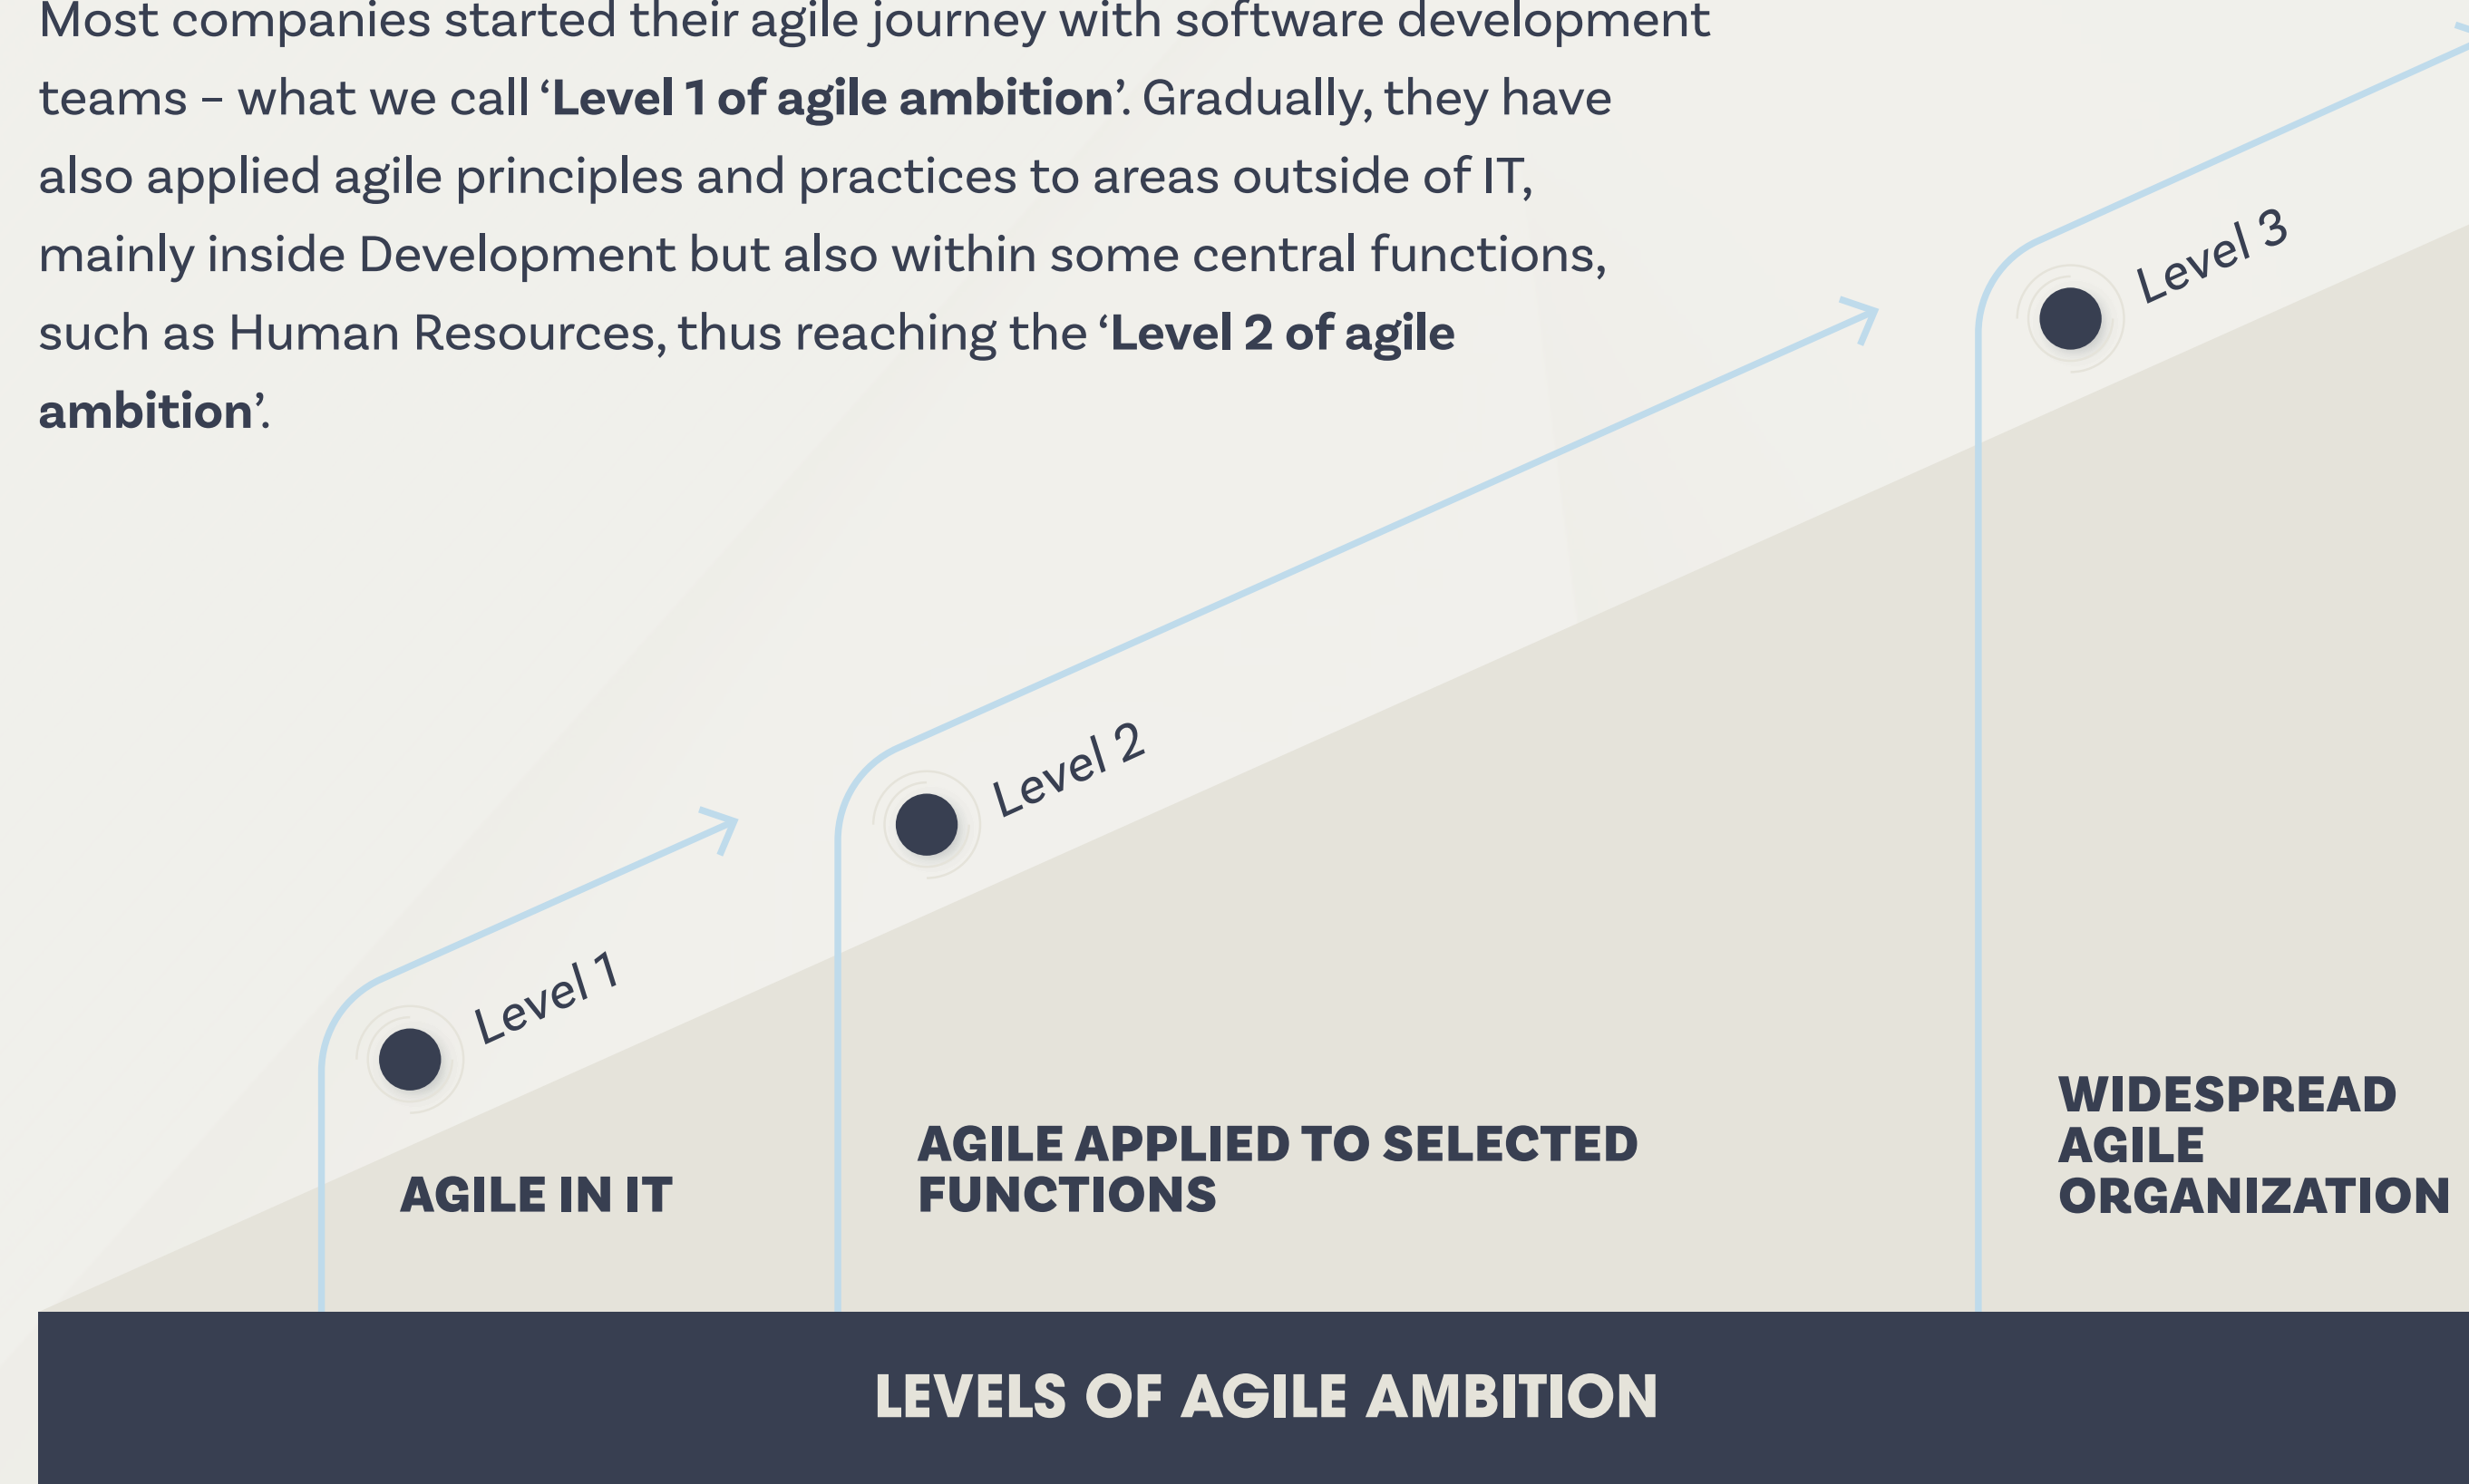 Most companies started their agile journey with software development
teams – what we call ‘Level 1 of agile ambition’. Gradually, they have
also applied agile principles and practices to areas outside of IT,
mainly inside Development but also within some central functions,
such as Human Resources, thus reaching the ‘Level 2 of agile
ambition’.
Level 3
Level 2
Level 1
AGILE IN IT
AGILE APPLIED TO SELECTED
FUNCTIONS
WIDESPREAD
AGILE
ORGANIZATION
LEVELS OF AGILE AMBITION